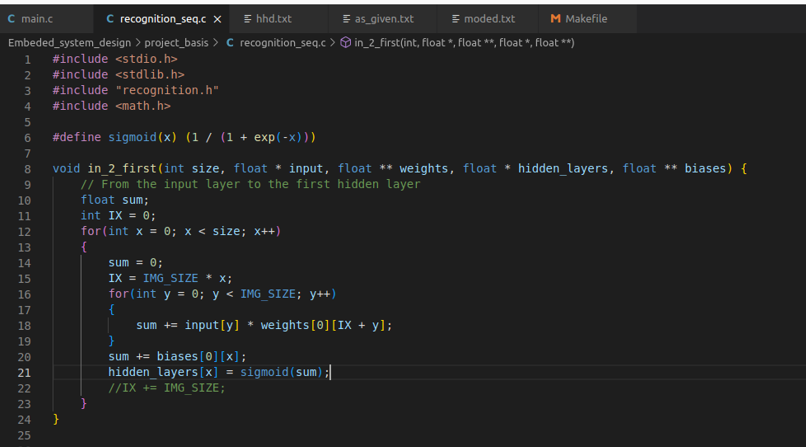 C main.c C recognition_seq.c × hhd.txt as_given.txt moded.txt M Makefile
Embeded_system_design > project_basis > C recognition_seq.c > in_2_first(int, float *, float **, float *, float **)
1 #include <stdio.h>
2 #include <stdlib.h>
3 #include "recognition.h"
4 #include <math.h>
5
6 #define sigmoid(x) (1 / (1 + exp(-x)))
7
8 void in_2_first(int size, float * input, float ** weights, float * hidden_layers, float ** biases) {
9 // From the input layer to the first hidden layer
10 float sum;
11 int IX = 0;
12 for(int x = 0; x < size; x++)
13 {
14 sum = 0;
15 IX = IMG_SIZE * x;
16 for(int y = 0; y < IMG_SIZE; y++)
17 {
18 sum += input[y] * weights[0][IX + y];
19 }
20 sum += biases[0][x];
21 hidden_layers[x] = sigmoid(sum);
22 //IX += IMG_SIZE;
23 }
24 }
25